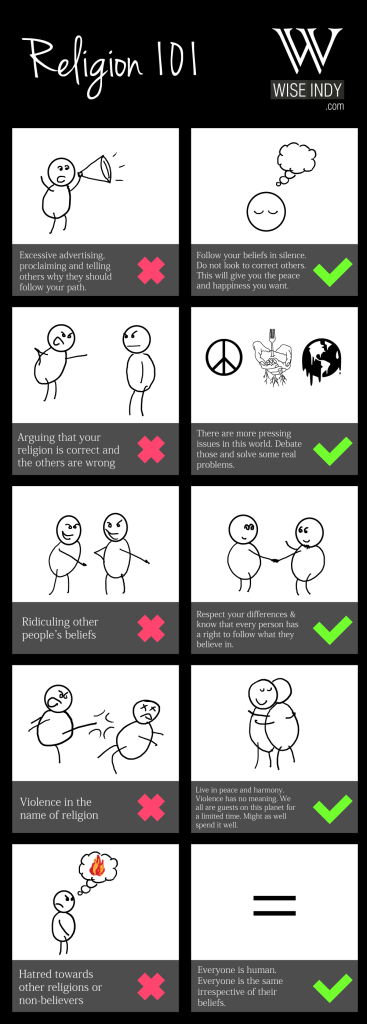 Religion 101
W
WISE INDY
.com
Excessive advertising,
proclaiming and telling
others why they should
follow your path.
Follow your beliefs in silence.
Do not look to correct others.
This will give you the peace
and happiness you want.
Arguing that your
religion is correct and
the others are wrong
There are more pressing
issues in this world. Debate
those and solve some real
problems.
Ridiculing other
people's beliefs
Respect your differences &
know that every person has
a right to follow what they
believe in.
Violence in the
name of religion
Live in peace and harmony.
Violence has no meaning. We
all are guests on this planet for
a limited time. Might as well
spend it well.
Hatred towards
other religions or
non-believers
=
Everyone is human.
Everyone is the same
irrespective of their
beliefs.